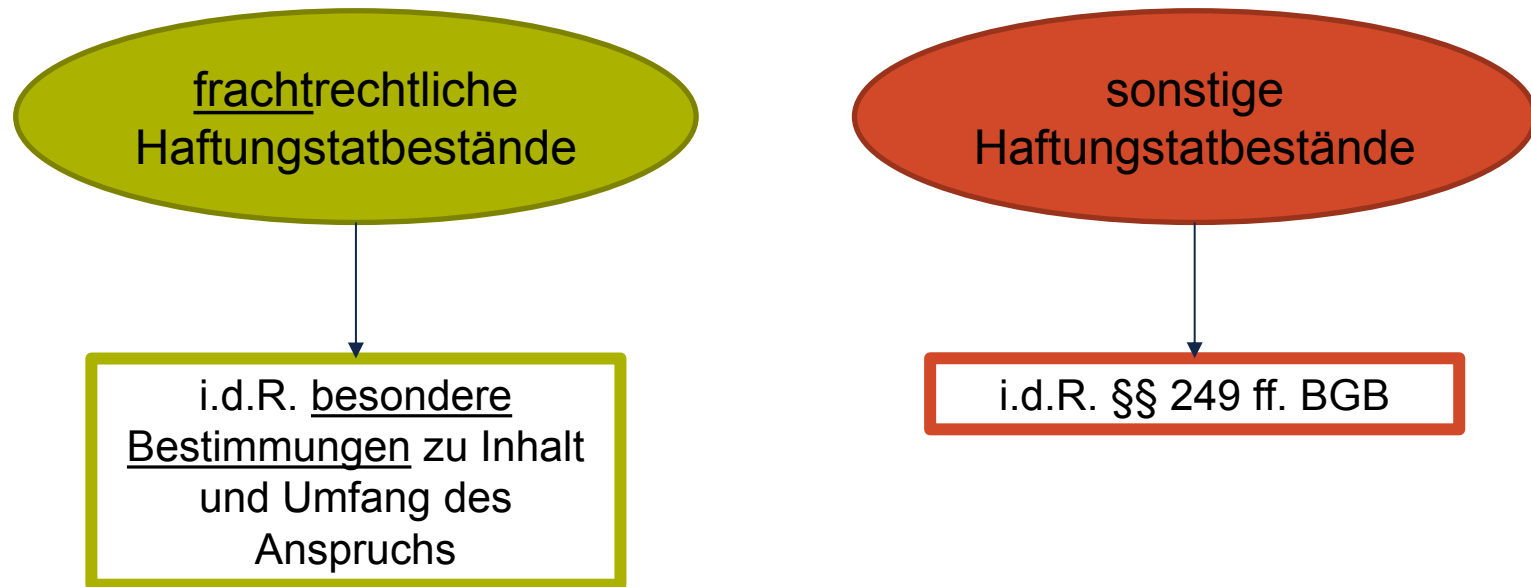 frachtrechtliche
Haftungstatbestände
sonstige
Haftungstatbestände
i.d.R. besondere
Bestimmungen zu Inhalt
und Umfang des
Anspruchs
i.d.R. §§ 249 ff. BGB